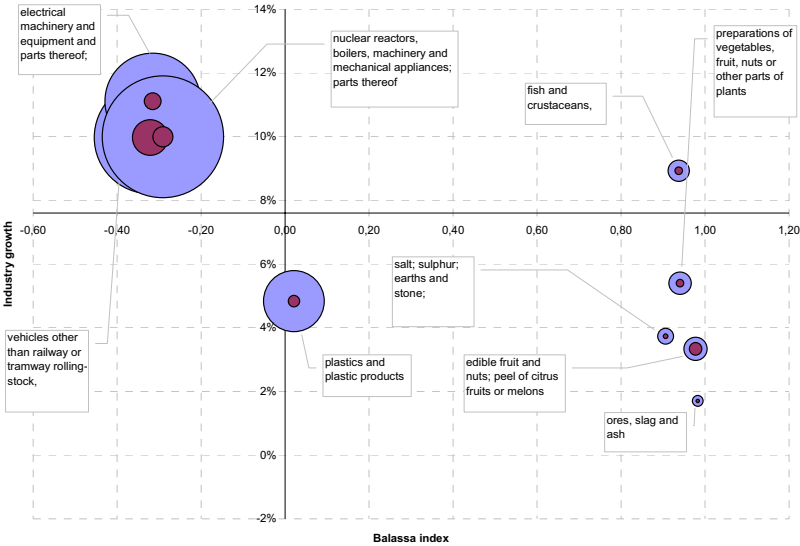 electrical
machinery and
equipment and
parts thereof;
nuclear reactors,
boilers, machinery and
mechanical appliances;
parts thereof
fish and
crustaceans,
preparations of
vegetables,
fruit, nuts or
other parts of
plants
14%
12%
10%
8%
6%
4%
2%
0%
-2%
-0,60
-0,40
-0,20
0,00
0,20
0,40
0,60
0,80
1,00
1,20
Industry growth
salt; sulphur;
earths and
stone;
vehicles other
than railway or
tramway rolling-
stock,
plastics and
plastic products
edible fruit and
nuts; peel of citrus
fruits or melons
ores, slag and
ash
Balassa index